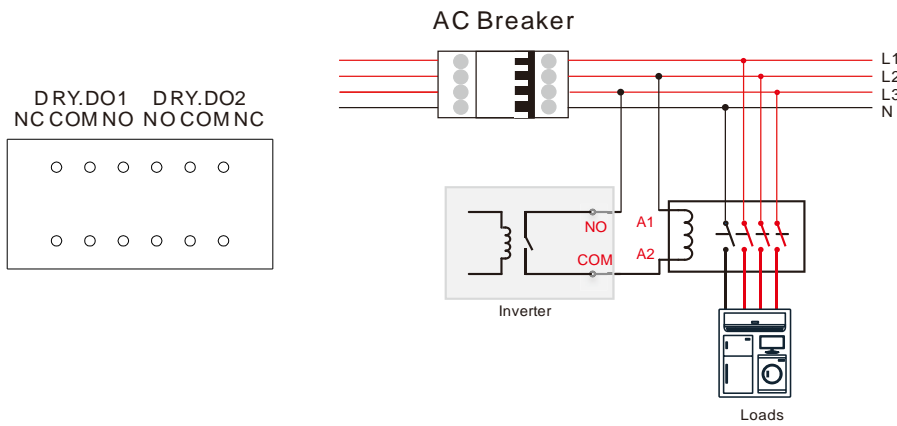 AC Breaker
L1
L2
L3
N
DRY.DO1 DRY.DO2
NC COM NO NO COM NC
NO
COM
A1
A2
Inverter
Loads